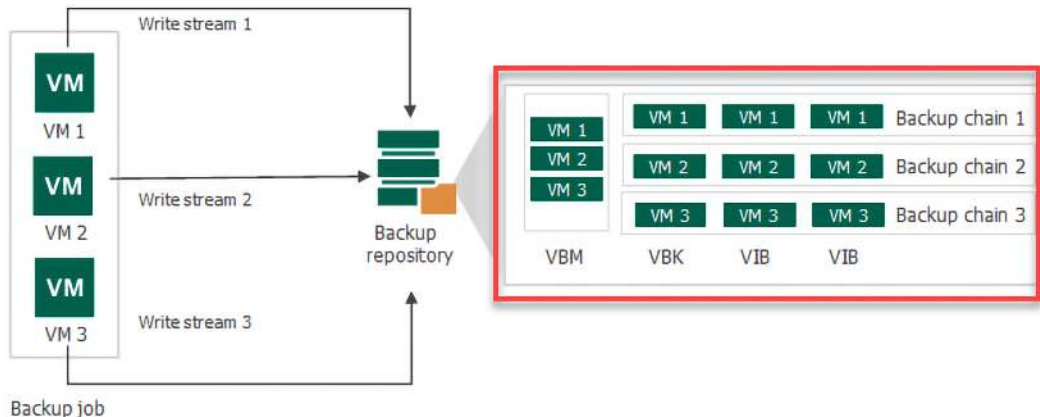 Write stream 1
VM
VM 1
VM
VM 2
Write stream 2
VM
VM 3
Write stream 3
Backup job
Backup
repository
VM 1
VM 2
VM 3
VBM
VM 1 VM 1 VM 1 Backup chain 1
VM 2 VM 2 VM 2 Backup chain 2
VM 3 VM 3 VM 3 Backup chain 3
VBK VIB VIB